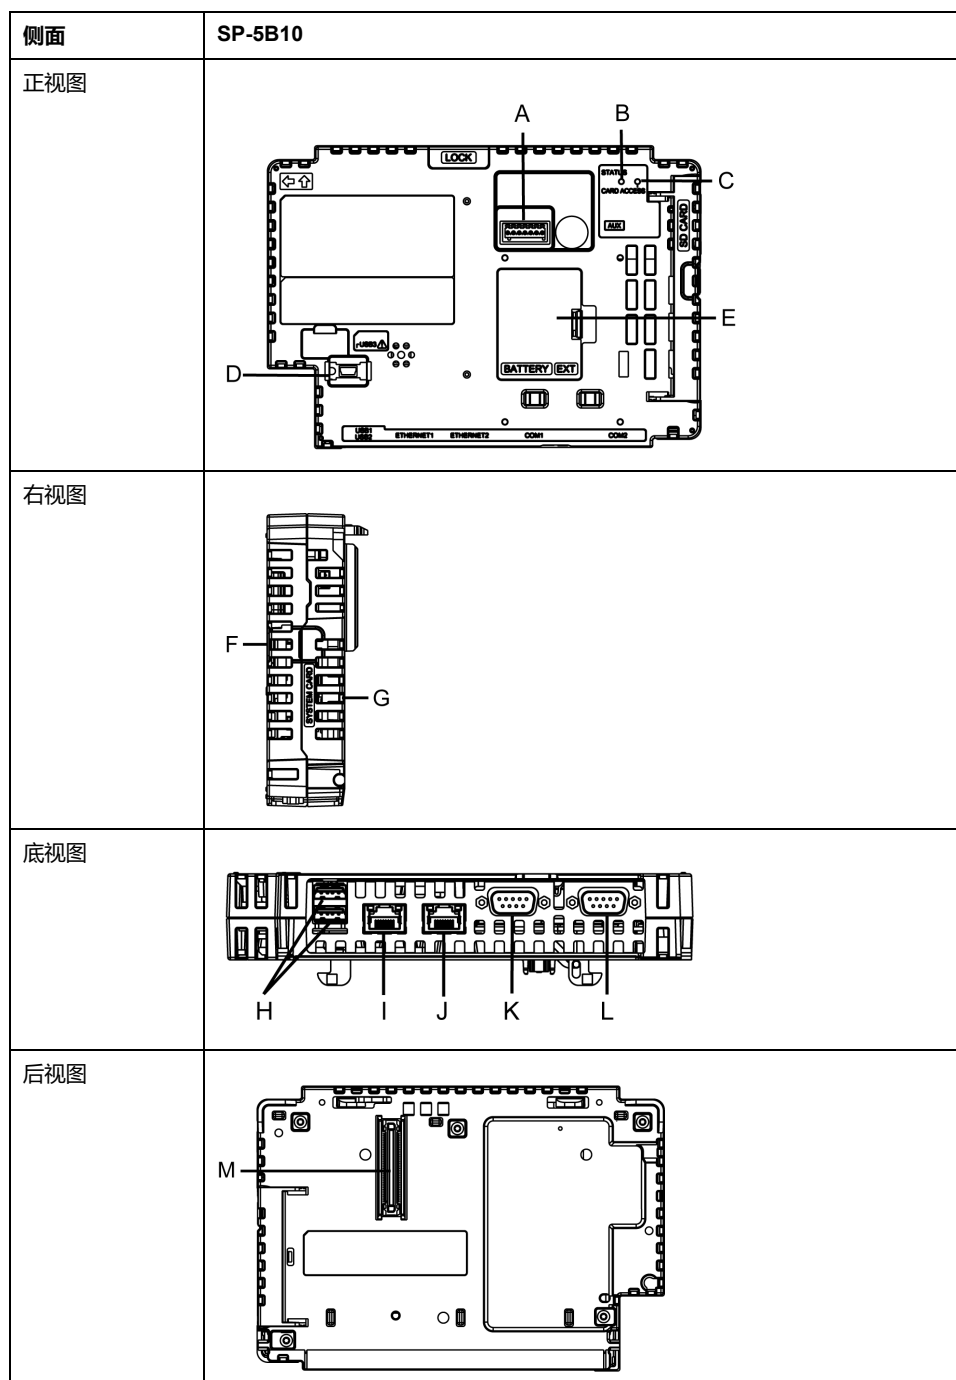 侧面 SP-5B10
正视图
A
B
LOCK
STATUS
C
CARD ACCESS
AUX
SD CARD
E
USB3
D
BATTERY EXT
USB1
USB2
ETHERNET1 ETHERNET2 COM1 COM2
右视图
F
SYSTEM CARD
G
底视图
H I J K L
后视图
M